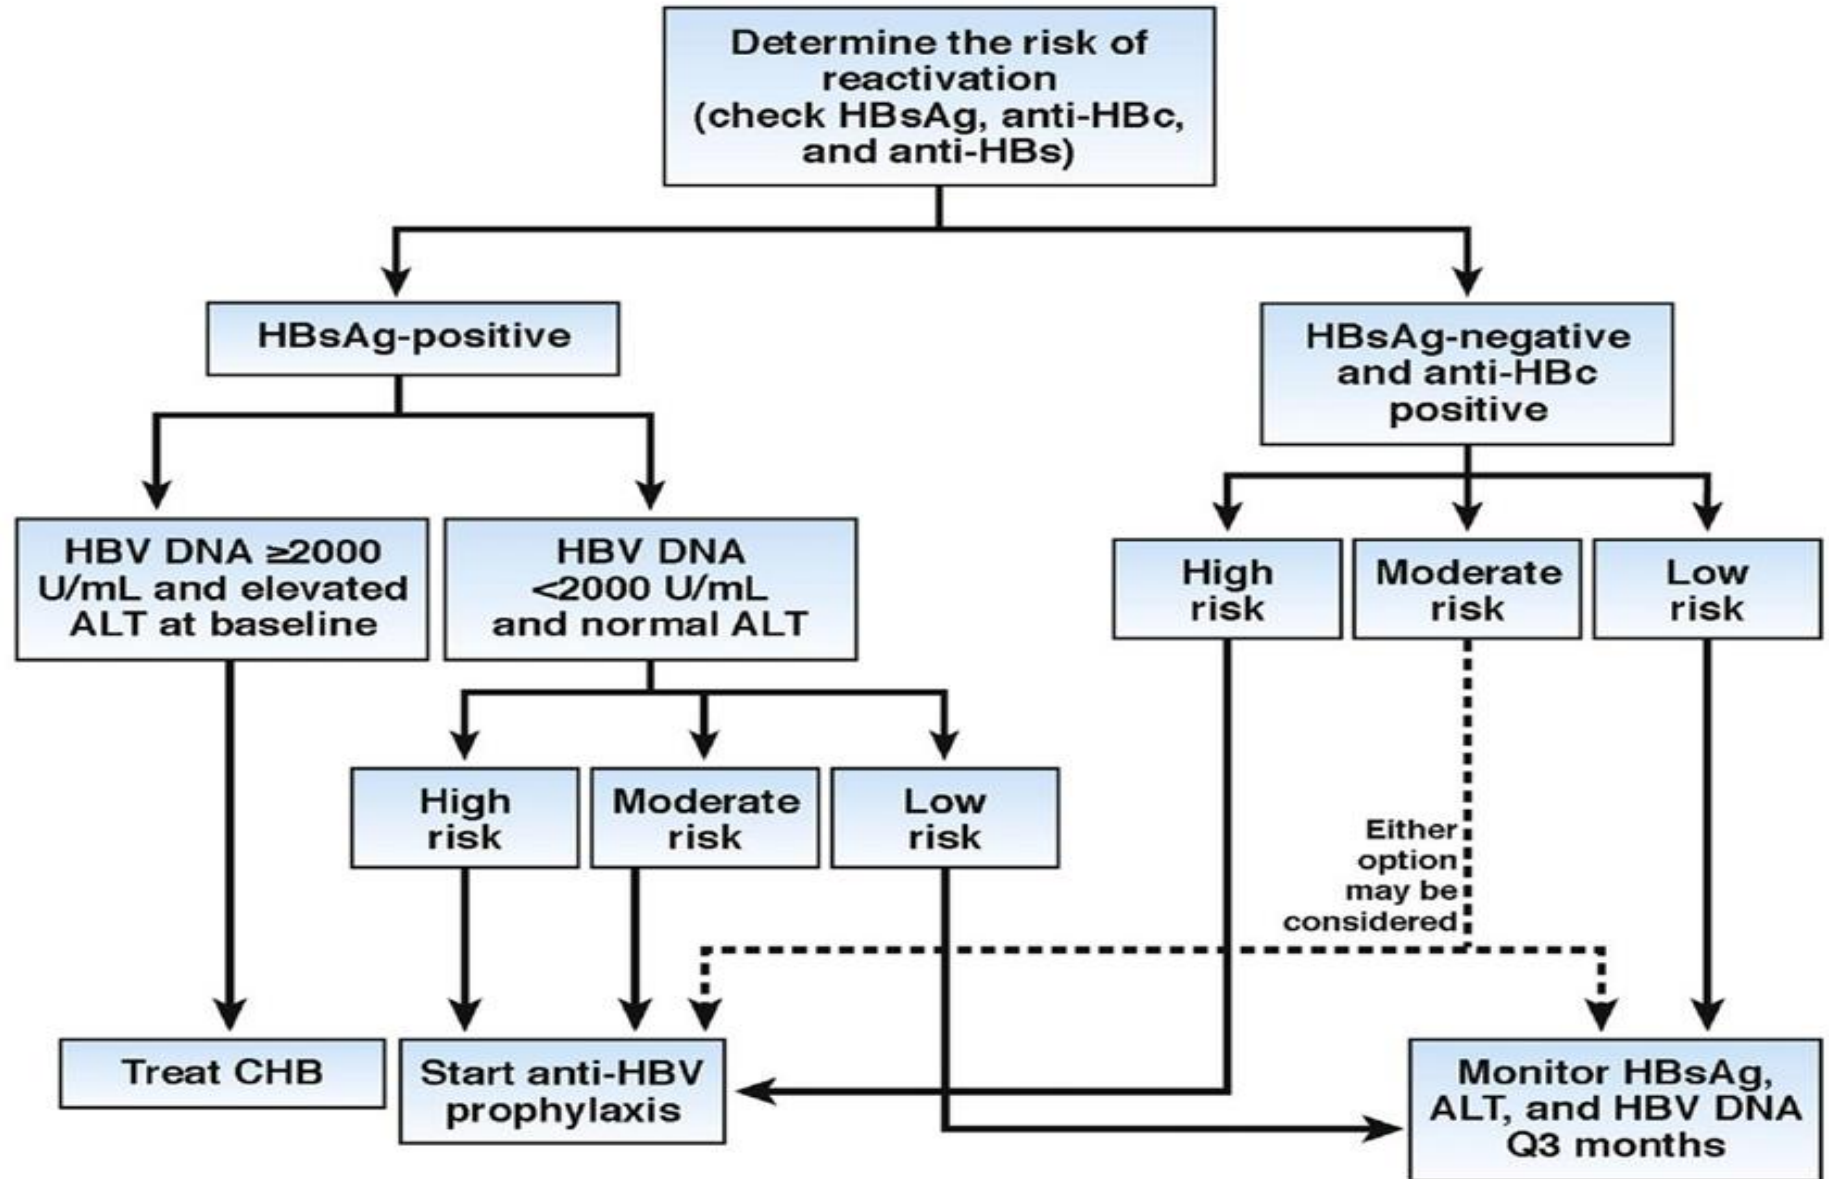 Determine the risk of
reactivation
(check HBsAg, anti-HBc,
and anti-HBs)
HBsAg-positive
HBsAg-negative
and anti-HBc
positive
HBV DNA ≥2000
U/mL and elevated
ALT at baseline
HBV DNA
<2000 U/mL
and normal ALT
High
risk
Moderate
risk
Low
risk
High
risk
Moderate
risk
Low
risk
Either
option
may be
considered
Treat CHB
Start anti-HBV
prophylaxis
Monitor HBsAg,
ALT, and HBV DNA
Q3 months